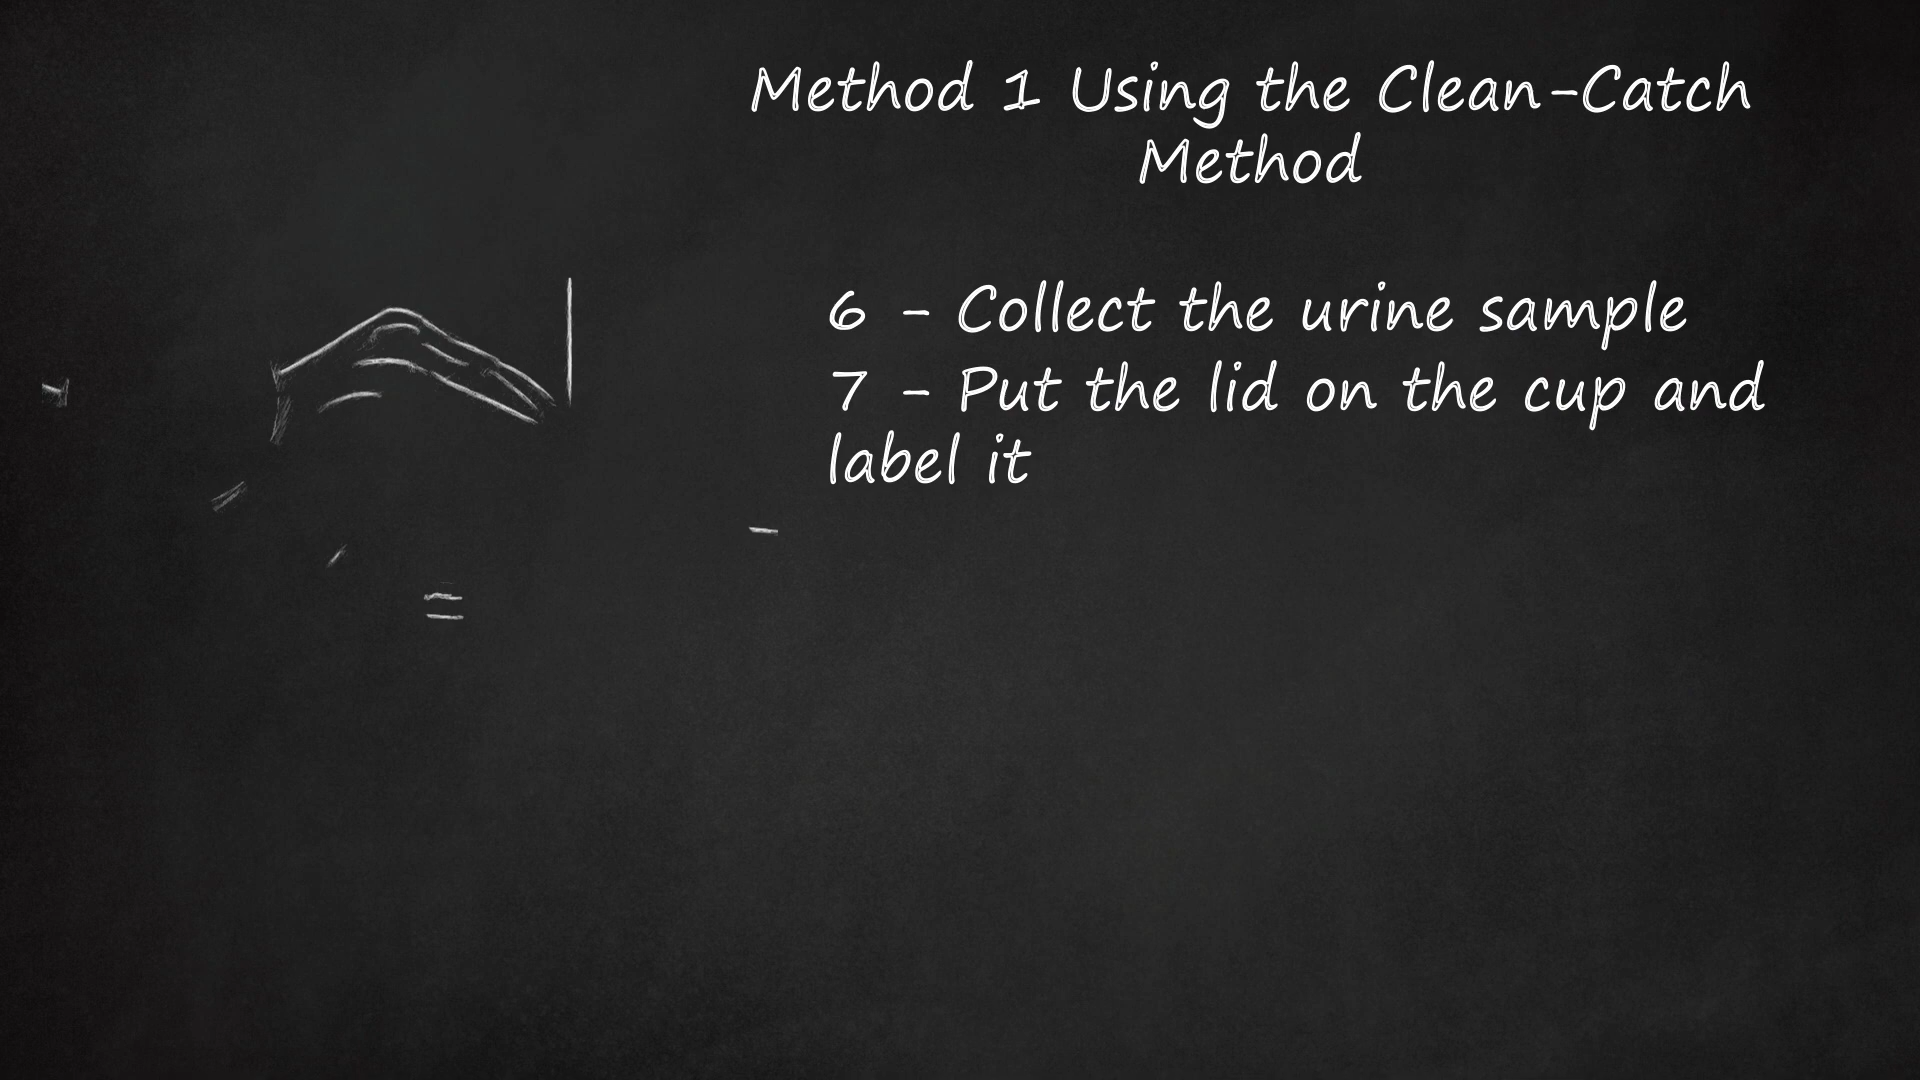 Method 1 Using the Clean-Catch
Method
6 - Collect the urine sample
7 - Put the lid on the cup and
label it